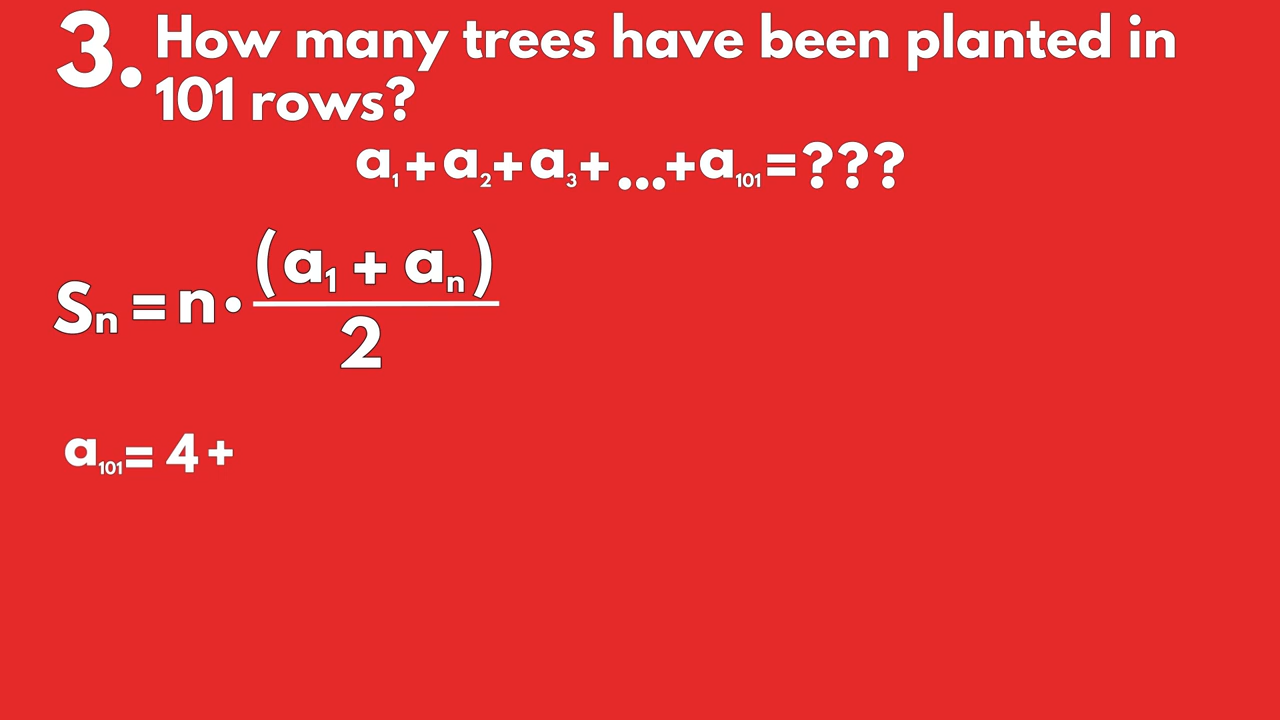 3. How many trees have been planted in
101 rows?
a₁+a₂+a₃+...+a₁₀₁=???
Sₙ=n·(a₁ + aₙ)/2
a₁₀₁= 4 +